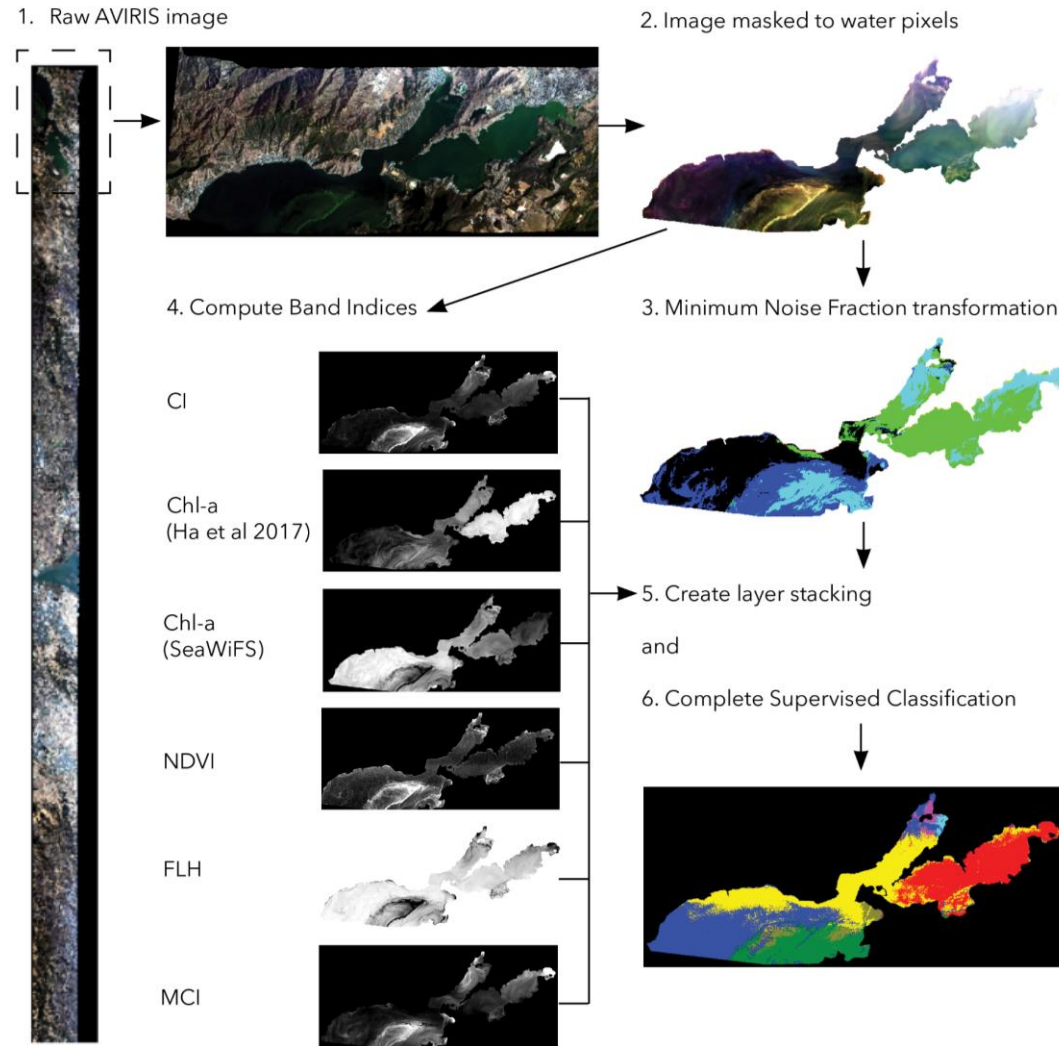 1. Raw AVIRIS image
2. Image masked to water pixels
4. Compute Band Indices
3. Minimum Noise Fraction transformation
CI
Chl-a
(Ha et al 2017)
Chl-a
(SeaWiFS)
NDVI
FLH
MCI
5. Create layer stacking
and
6. Complete Supervised Classification